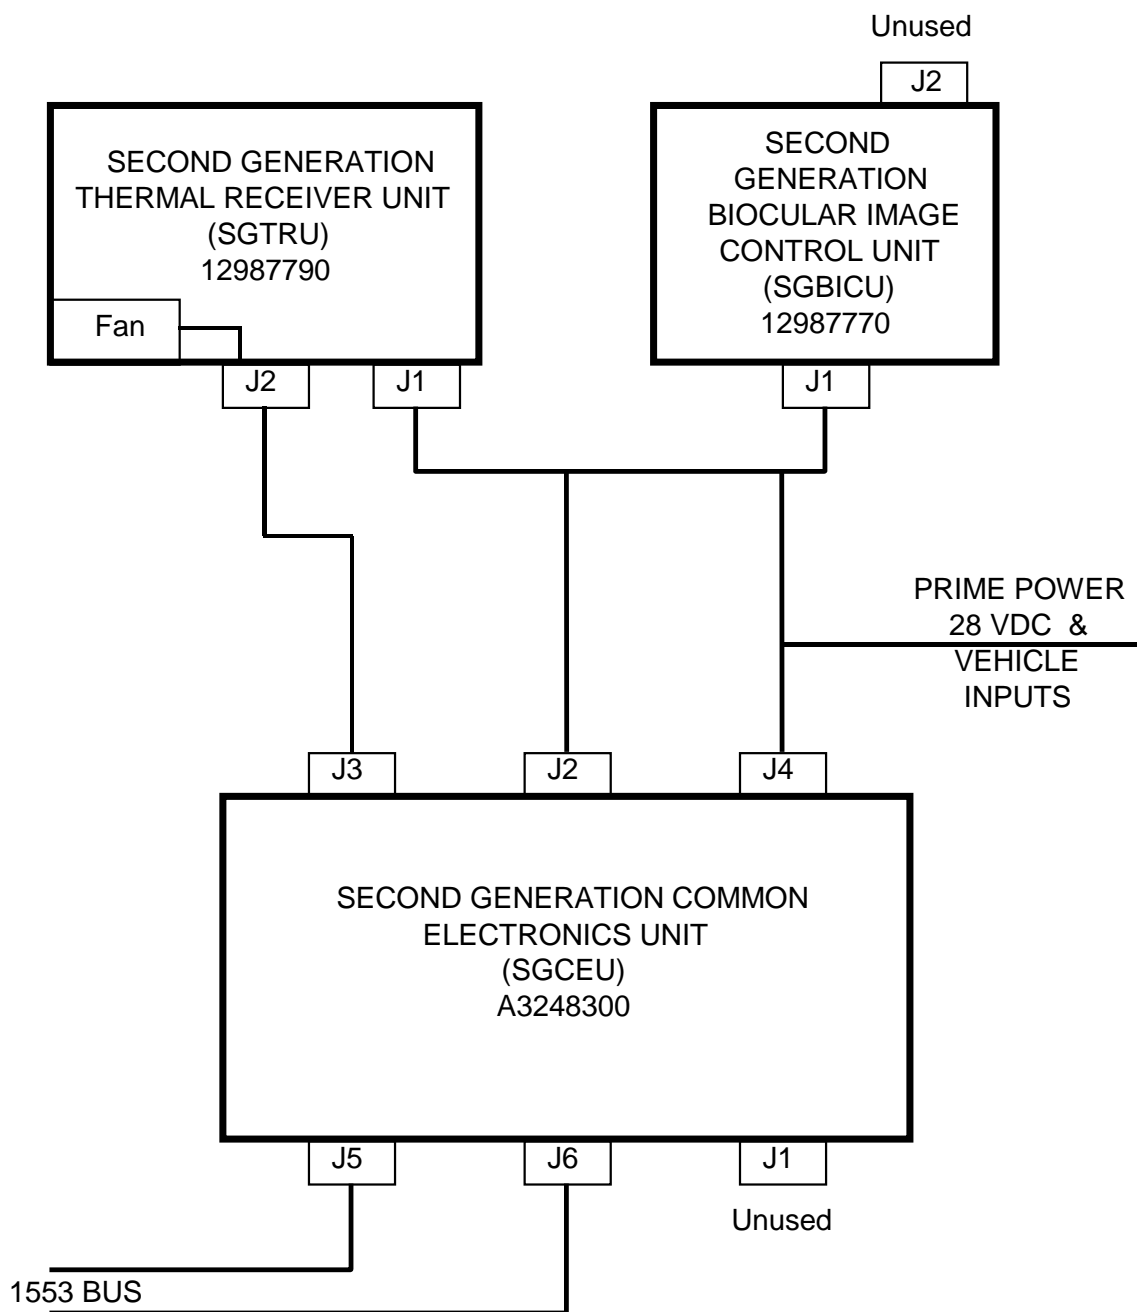 Unused
J2
SECOND GENERATION
THERMAL RECEIVER UNIT
(SGTRU)
12987790
Fan
J2
J1
SECOND
GENERATION
BIOCULAR IMAGE
CONTROL UNIT
(SGBICU)
12987770
J1
PRIME POWER
28 VDC &
VEHICLE
INPUTS
J3
J2
J4
SECOND GENERATION COMMON
ELECTRONICS UNIT
(SGCEU)
A3248300
J5
J6
J1
Unused
1553 BUS